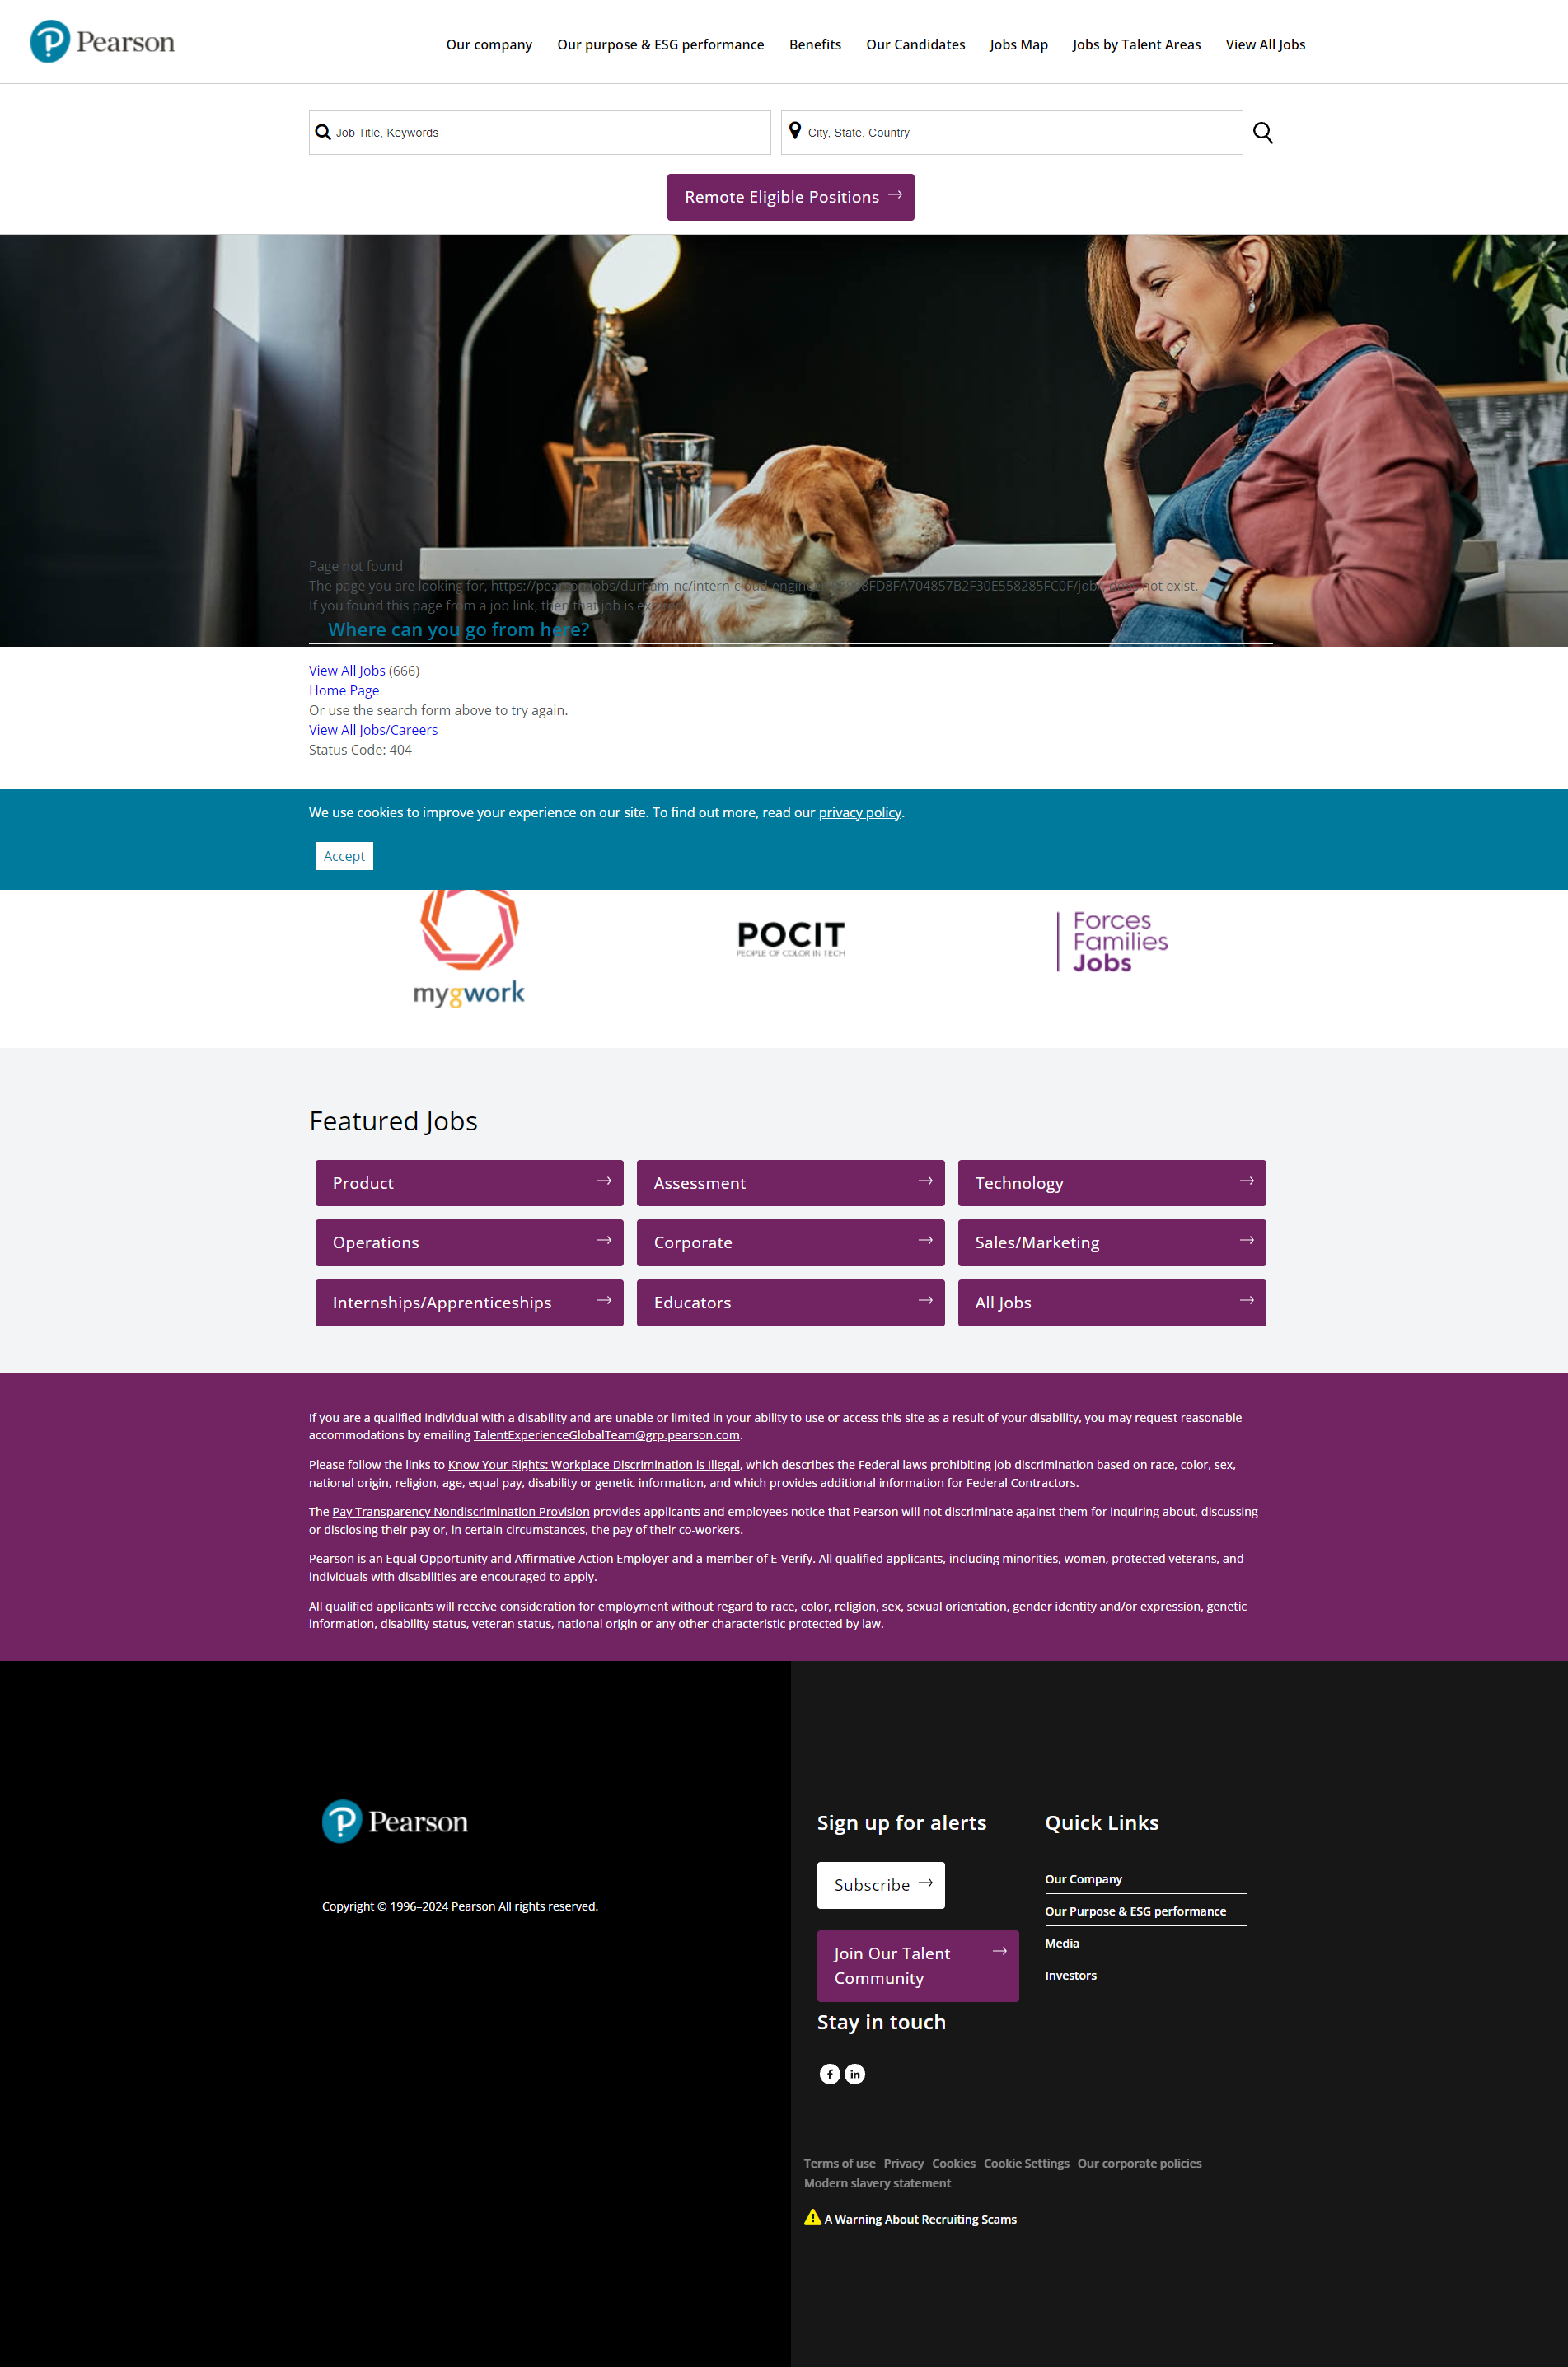 Pearson
Our company Our purpose & ESG performance Benefits Our Candidates Jobs Map Jobs by Talent Areas View All Jobs
Job Title, Keywords City, State, Country
Remote Eligible Positions
Page not found
The page you are looking for, does not exist.
If you found this page from a job link, then that job is
Where can you go from here?
View All Jobs (666)
Home Page
Or use the search form above to try again.
View All Jobs/Careers
Status Code: 404
We use cookies to improve your experience on our site. To find out more, read our privacy policy.
Accept
mygwork
POCIT
PEOPLE OF COLOR IN TECH
Forces
Families
Jobs
Featured Jobs
Product Assessment Technology
Operations Corporate Sales/Marketing
Internships/Apprenticeships Educators All Jobs
If you are a qualified individual with a disability and are unable or limited in your ability to use or access this site as a result of your disability, you may request reasonable
accommodations by emailing TalentExperienceGlobalTeam@grp.pearson.com.
Please follow the links to Know Your Rights: Workplace Discrimination is Illegal, which describes the Federal laws prohibiting job discrimination based on race, color, sex,
national origin, religion, age, equal pay, disability or genetic information, and which provides additional information for Federal Contractors.
The Pay Transparency Nondiscrimination Provision provides applicants and employees notice that Pearson will not discriminate against them for inquiring about, discussing
or disclosing their pay or, in certain circumstances, the pay of their co-workers.
Pearson is an Equal Opportunity and Affirmative Action Employer and a member of E-Verify. All qualified applicants, including minorities, women, protected veterans, and
individuals with disabilities are encouraged to apply.
All qualified applicants will receive consideration for employment without regard to race, color, religion, sex, sexual orientation, gender identity and/or expression, genetic
information, disability status, veteran status, national origin or any other characteristic protected by law.
Pearson
Copyright © 1996–2024 Pearson All rights reserved.
Sign up for alerts
Subscribe
Join Our Talent
Community
Stay in touch
Quick Links
Our Company
Our Purpose & ESG performance
Media
Investors
Terms of use Privacy Cookies Cookie Settings Our corporate policies
Modern slavery statement
A Warning About Recruiting Scams